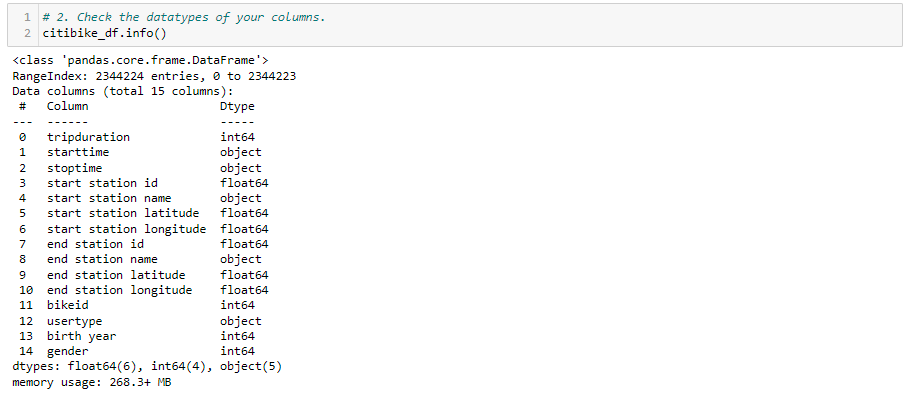 1 # 2. Check the datatypes of your columns.
2 citibike_df.info()
<class 'pandas.core.frame.DataFrame'>
RangeIndex: 2344224 entries, 0 to 2344223
Data columns (total 15 columns):
 #   Column                   Dtype
---  ------                   -----
 0   tripduration             int64
 1   starttime                object
 2   stoptime                 object
 3   start station id         float64
 4   start station name       object
 5   start station latitude   float64
 6   start station longitude  float64
 7   end station id           float64
 8   end station name         object
 9   end station latitude     float64
 10  end station longitude    float64
 11  bikeid                   int64
 12  usertype                 object
 13  birth year               int64
 14  gender                   int64
dtypes: float64(6), int64(4), object(5)
memory usage: 268.3+ MB